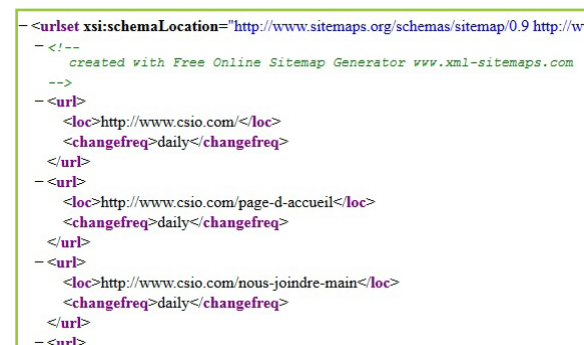 − <urlset xsi:schemaLocation="http://www.sitemaps.org/schemas/sitemap/0.9 http://w
− <!--
created with Free Online Sitemap Generator www.xml-sitemaps.com
-->
− <url>
<loc>http://www.csio.com/</loc>
<changefreq>daily</changefreq>
</url>
− <url>
<loc>http://www.csio.com/page-d-accueil</loc>
<changefreq>daily</changefreq>
</url>
− <url>
<loc>http://www.csio.com/nous-joindre-main</loc>
<changefreq>daily</changefreq>
</url>
− <url>